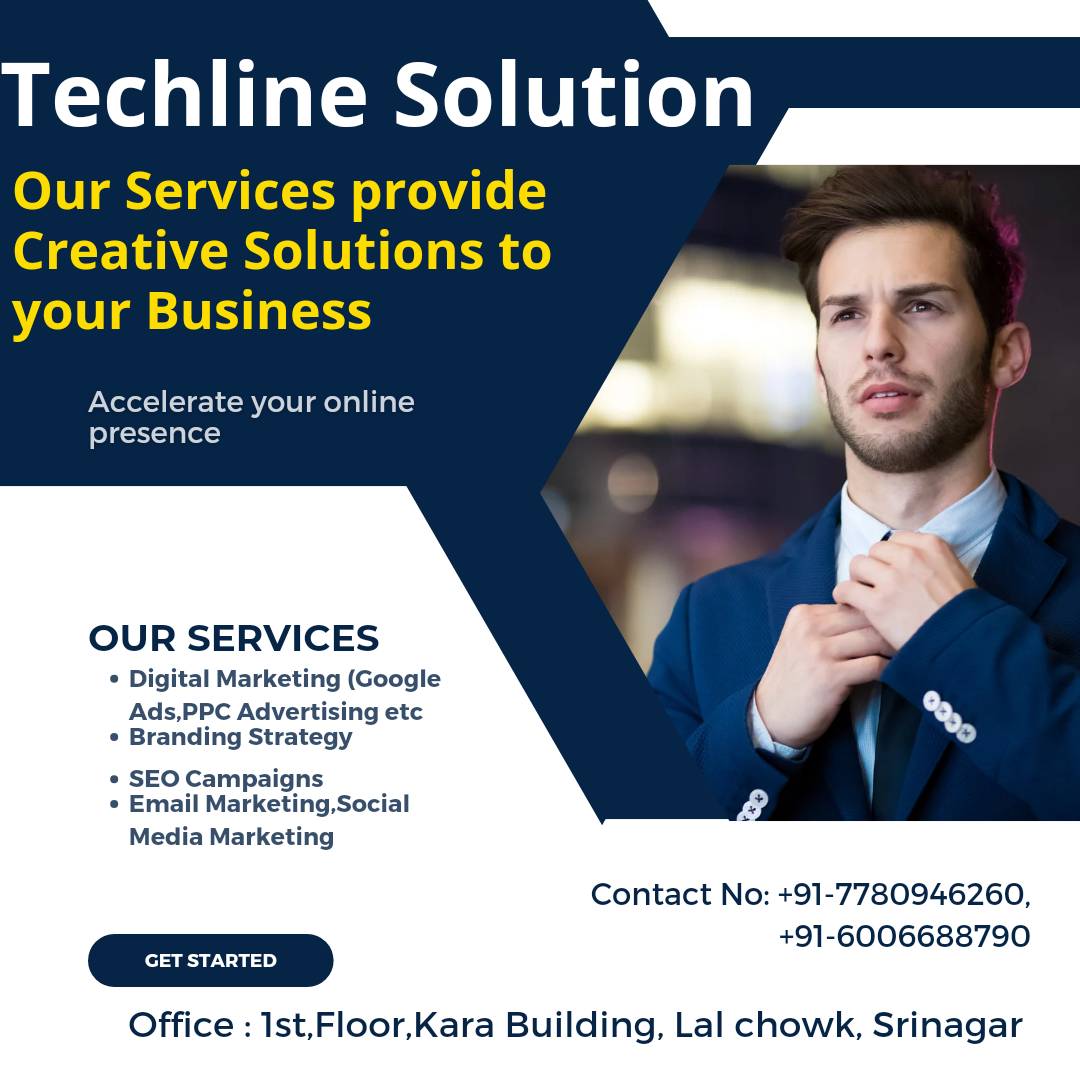 Techline Solution
Our Services provide
Creative Solutions to
your Business
Accelerate your online
presence
OUR SERVICES
• Digital Marketing (Google
Ads,PPC Advertising etc
• Branding Strategy
• SEO Campaigns
• Email Marketing,Social
Media Marketing
Contact No: +91-7780946260,
+91-6006688790
GET STARTED
Office : 1st,Floor,Kara Building, Lal chowk, Srinagar